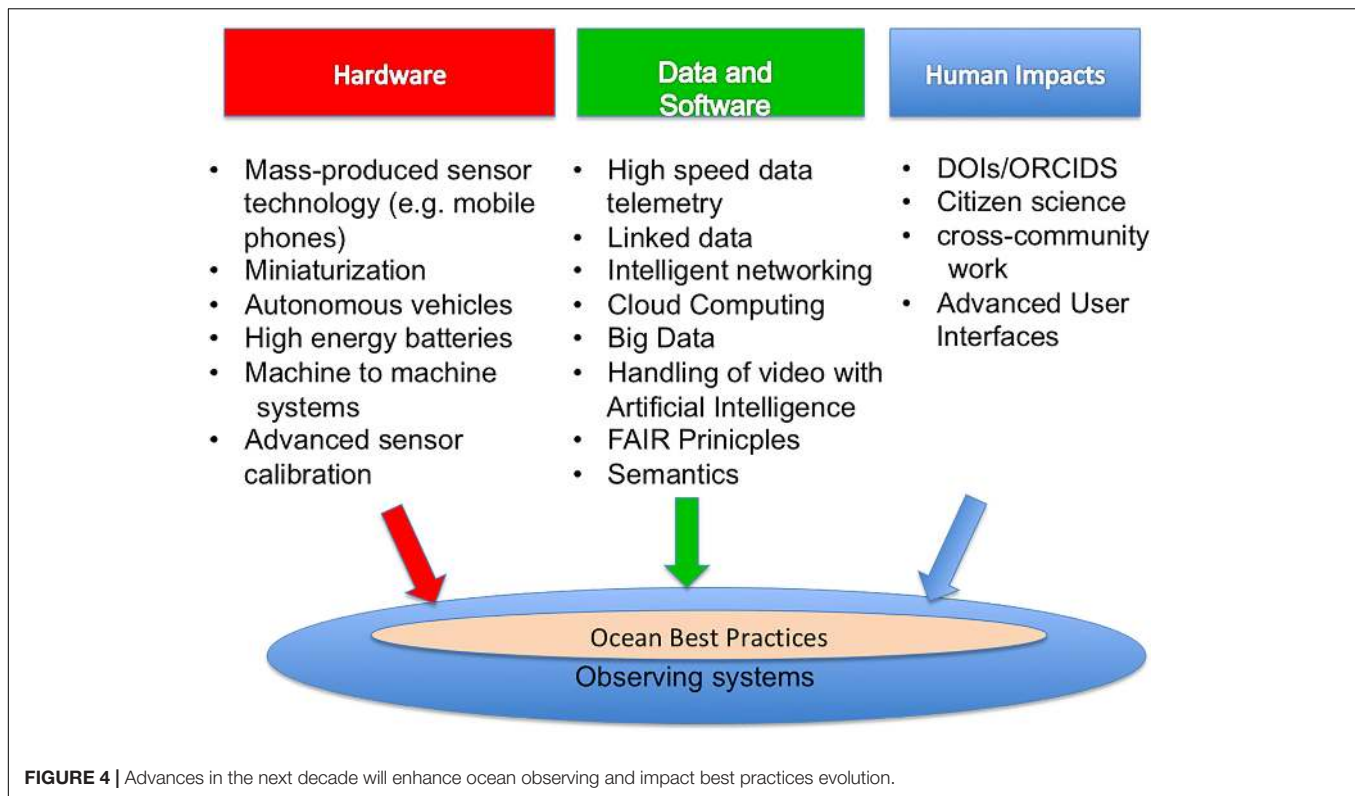 Hardware
Data and
Software
Human Impacts
• Mass-produced sensor
technology (e.g. mobile
phones)
• Miniaturization
• Autonomous vehicles
• High energy batteries
• Machine to machine
systems
• Advanced sensor
calibration
• High speed data
telemetry
• Linked data
• Intelligent networking
• Cloud Computing
• Big Data
• Handling of video with
Artificial Intelligence
• FAIR Prinicples
• Semantics
• DOIs/ORCIDS
• Citizen science
• cross-community
work
• Advanced User
Interfaces
Ocean Best Practices
Observing systems
FIGURE 4 | Advances in the next decade will enhance ocean observing and impact best practices evolution.